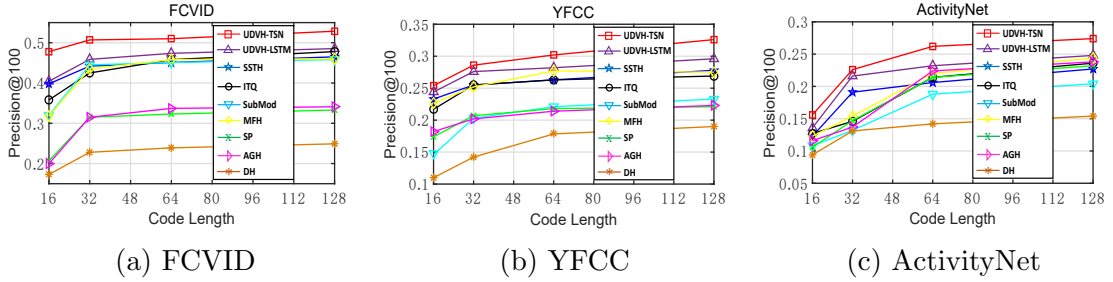 FCVID
Precision@100
0.5
0.4
0.3
0.2
16 32 48 64 80 96 112 128
Code Length
UDVH-TSN
UDVH-LSTM
SSTH
ITQ
SubMod
MFH
SP
AGH
DH
(a) FCVID
YFCC
Precision@100
0.35
0.3
0.25
0.2
0.15
0.1
16 32 48 64 80 96 112 128
Code Length
UDVH-TSN
UDVH-LSTM
SSTH
ITQ
SubMod
MFH
SP
AGH
DH
(b) YFCC
ActivityNet
Precision@100
0.3
0.25
0.2
0.15
0.1
0.05
16 32 48 64 80 96 112 128
Code Length
UDVH-TSN
UDVH-LSTM
SSTH
ITQ
SubMod
MFH
SP
AGH
DH
(c) ActivityNet